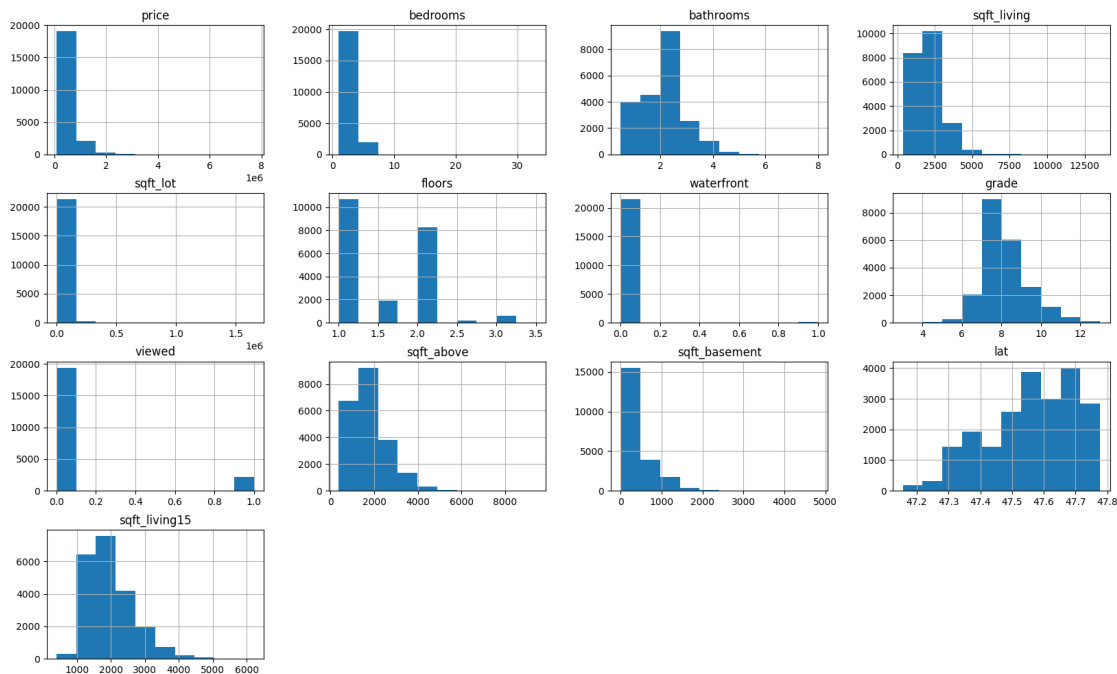 price
20000
15000
10000
5000
0
0 2 4 6 8
1e6
bedrooms
20000
15000
10000
5000
0
0 10 20 30
bathrooms
8000
6000
4000
2000
0
2 4 6 8
sqft_living
10000
8000
6000
4000
2000
0
0 2500 5000 7500 10000 12500
sqft_lot
20000
15000
10000
5000
0
0.0 0.5 1.0 1.5
1e6
floors
10000
8000
6000
4000
2000
0
1.0 1.5 2.0 2.5 3.0 3.5
waterfront
20000
15000
10000
5000
0
0.0 0.2 0.4 0.6 0.8 1.0
grade
8000
6000
4000
2000
0
4 6 8 10 12
viewed
20000
15000
10000
5000
0
0.0 0.2 0.4 0.6 0.8 1.0
sqft_above
8000
6000
4000
2000
0
0 2000 4000 6000 8000
sqft_basement
15000
10000
5000
0
0 1000 2000 3000 4000 5000
lat
4000
3000
2000
1000
0
47.2 47.3 47.4 47.5 47.6 47.7 47.8
sqft_living15
6000
4000
2000
0
1000 2000 3000 4000 5000 6000